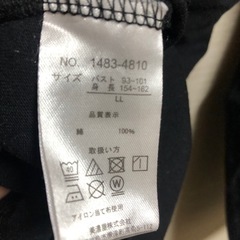 NO. 1483-4810
サイズ バスト 93-101
身 長 154-162
LL
品質表示
綿 100%
取扱い方
40
W
アイロン当て布使用